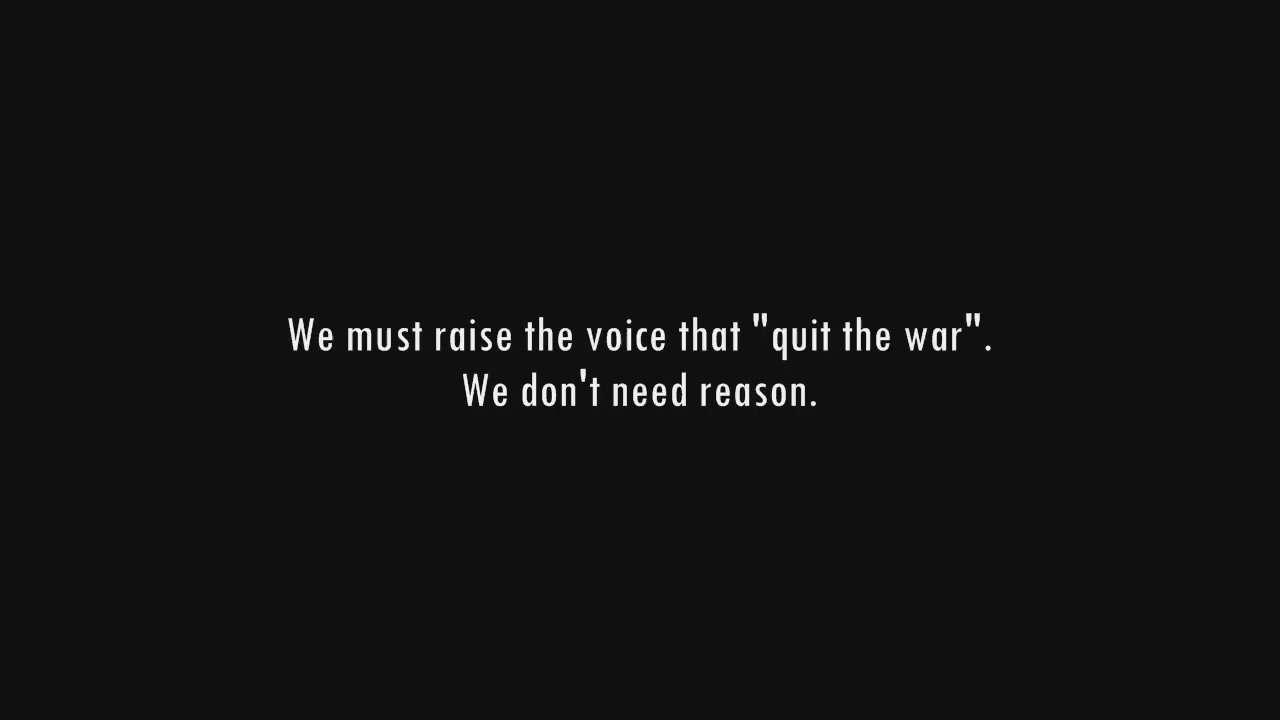 We must raise the voice that "quit the war".
We don't need reason.